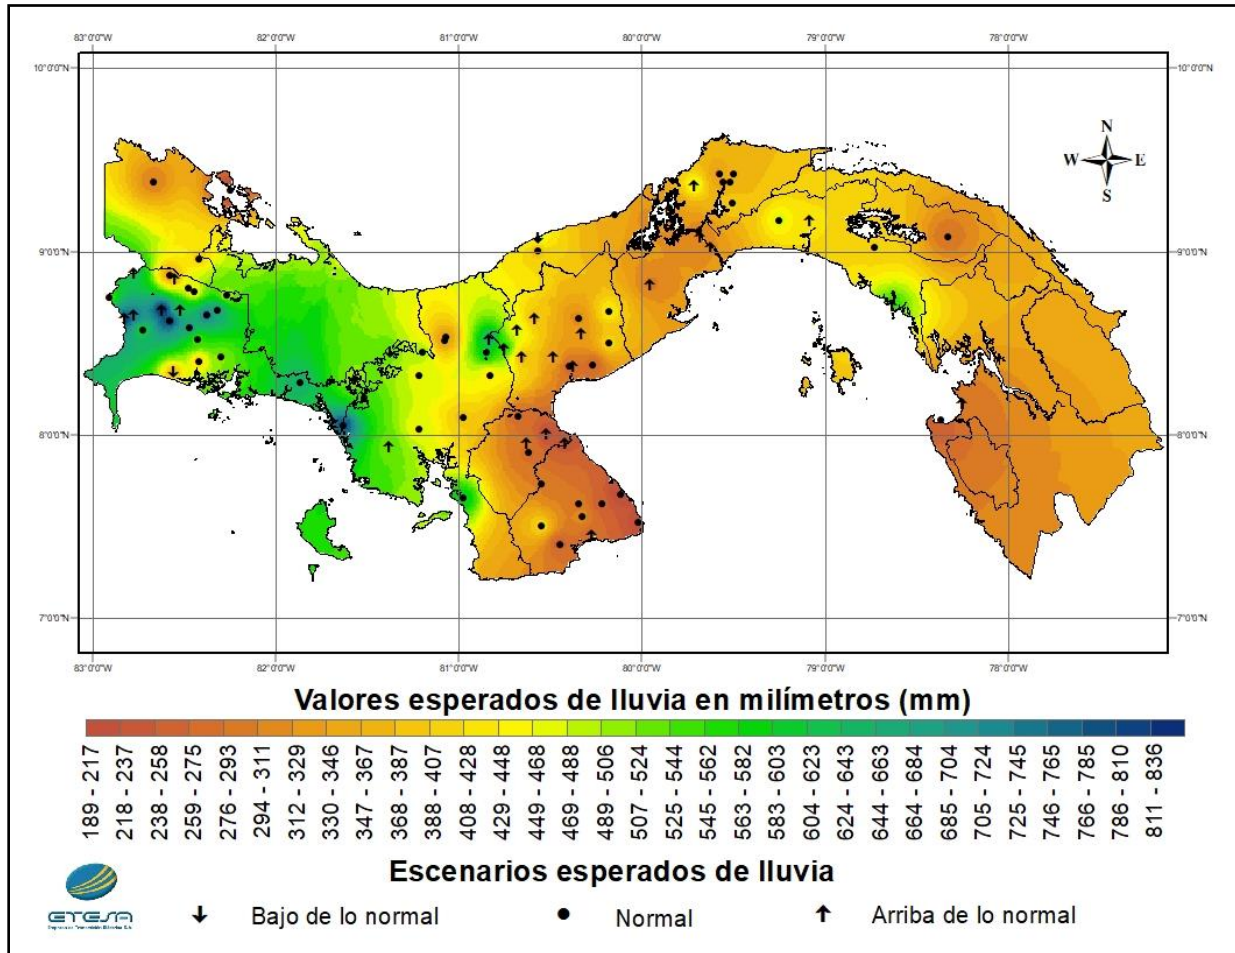 83°0'0"W 82°0'0"W 81°0'0"W 80°0'0"W 79°0'0"W 78°0'0"W
10°0'0"N 10°0'0"N
N
W E
S
9°0'0"N 9°0'0"N
8°0'0"N 8°0'0"N
7°0'0"N 7°0'0"N
83°0'0"W 82°0'0"W 81°0'0"W 80°0'0"W 79°0'0"W 78°0'0"W
Valores esperados de lluvia en milímetros (mm)
189 - 217
218 - 237
238 - 258
259 - 275
276 - 293
294 - 311
312 - 329
330 - 346
347 - 367
368 - 387
388 - 407
408 - 428
429 - 448
449 - 468
469 - 488
489 - 506
507 - 524
525 - 544
545 - 562
563 - 582
583 - 603
604 - 623
624 - 643
644 - 663
664 - 684
685 - 704
705 - 724
725 - 745
746 - 765
766 - 785
786 - 810
811 - 836
Escenarios esperados de lluvia
ETESA
Empresa de Transmisión Eléctrica S.A.
Bajo de lo normal
Normal
Arriba de lo normal